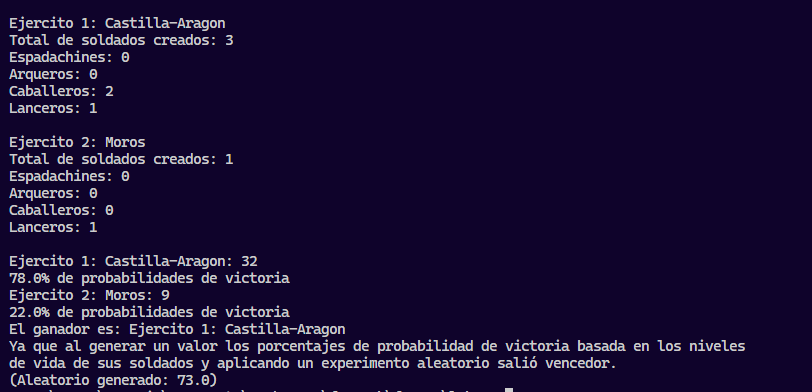 Ejercito 1: Castilla-Aragon
Total de soldados creados: 3
Espadachines: 0
Arqueros: 0
Caballeros: 2
Lanceros: 1
Ejercito 2: Moros
Total de soldados creados: 1
Espadachines: 0
Arqueros: 0
Caballeros: 0
Lanceros: 1
Ejercito 1: Castilla-Aragon: 32
78.0% de probabilidades de victoria
Ejercito 2: Moros: 9
22.0% de probabilidades de victoria
El ganador es: Ejercito 1: Castilla-Aragon
Ya que al generar un valor los porcentajes de probabilidad de victoria basada en los niveles
de vida de sus soldados y aplicando un experimento aleatorio salió vencedor.
(Aleatorio generado: 73.0)